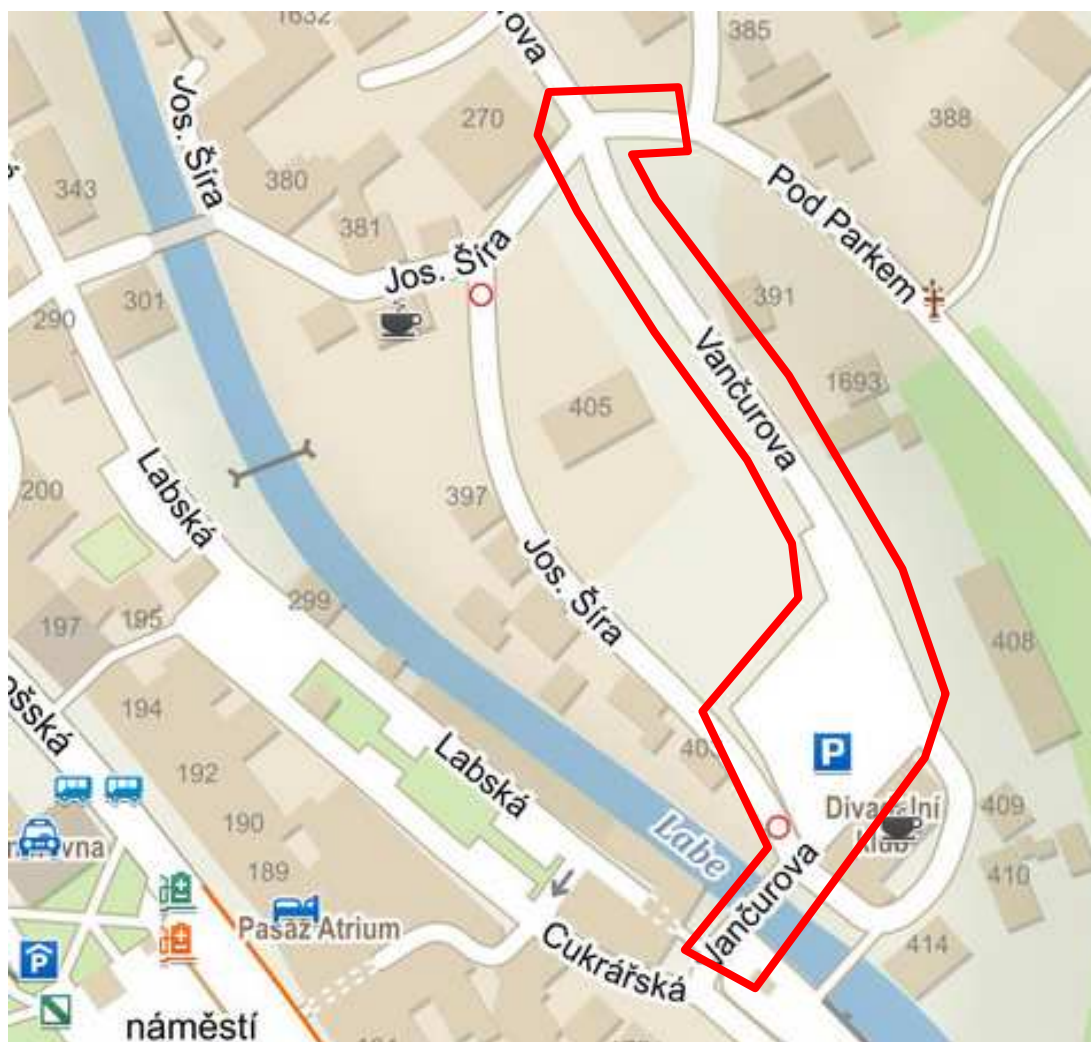 1632
385
270
388
Jos. Šíra
380
343
381
Pod Parkem
Jos. Šíra
301
391
290
Vančurova
1693
405
Labská
200
397
Jos. Šíra
299
195
197
408
194
Labská
403
P
192
Divadelní
klub
409
190
Labe
410
189
Vančurova
Pasáž Atrium
414
Cukrářská
P
náměstí